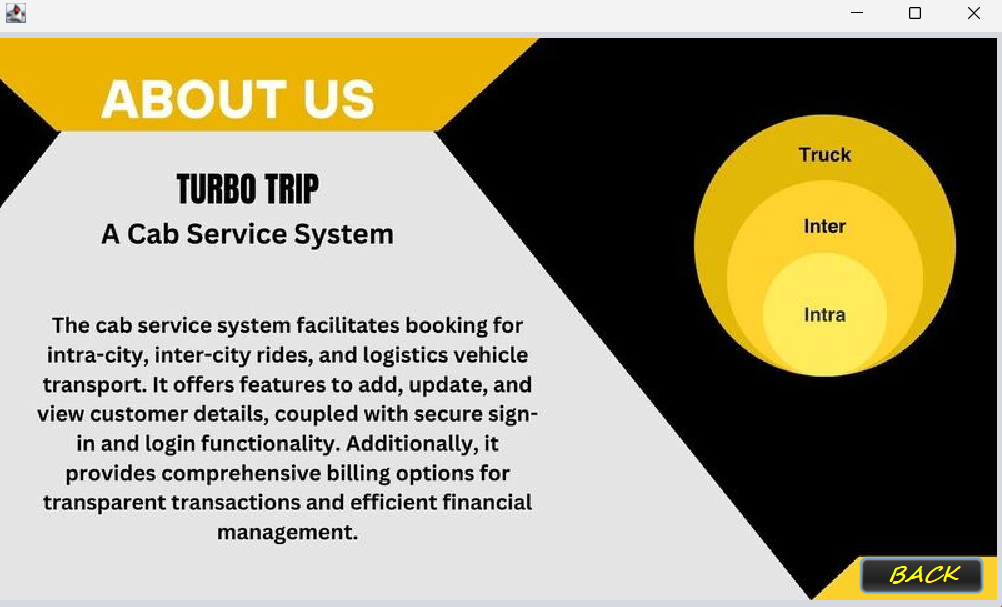 ABOUT US
TURBO TRIP
A Cab Service System
The cab service system facilitates booking for
intra-city, inter-city rides, and logistics vehicle
transport. It offers features to add, update, and
view customer details, coupled with secure sign-
in and login functionality. Additionally, it
provides comprehensive billing options for
transparent transactions and efficient financial
management.
Truck
Inter
Intra
BACK